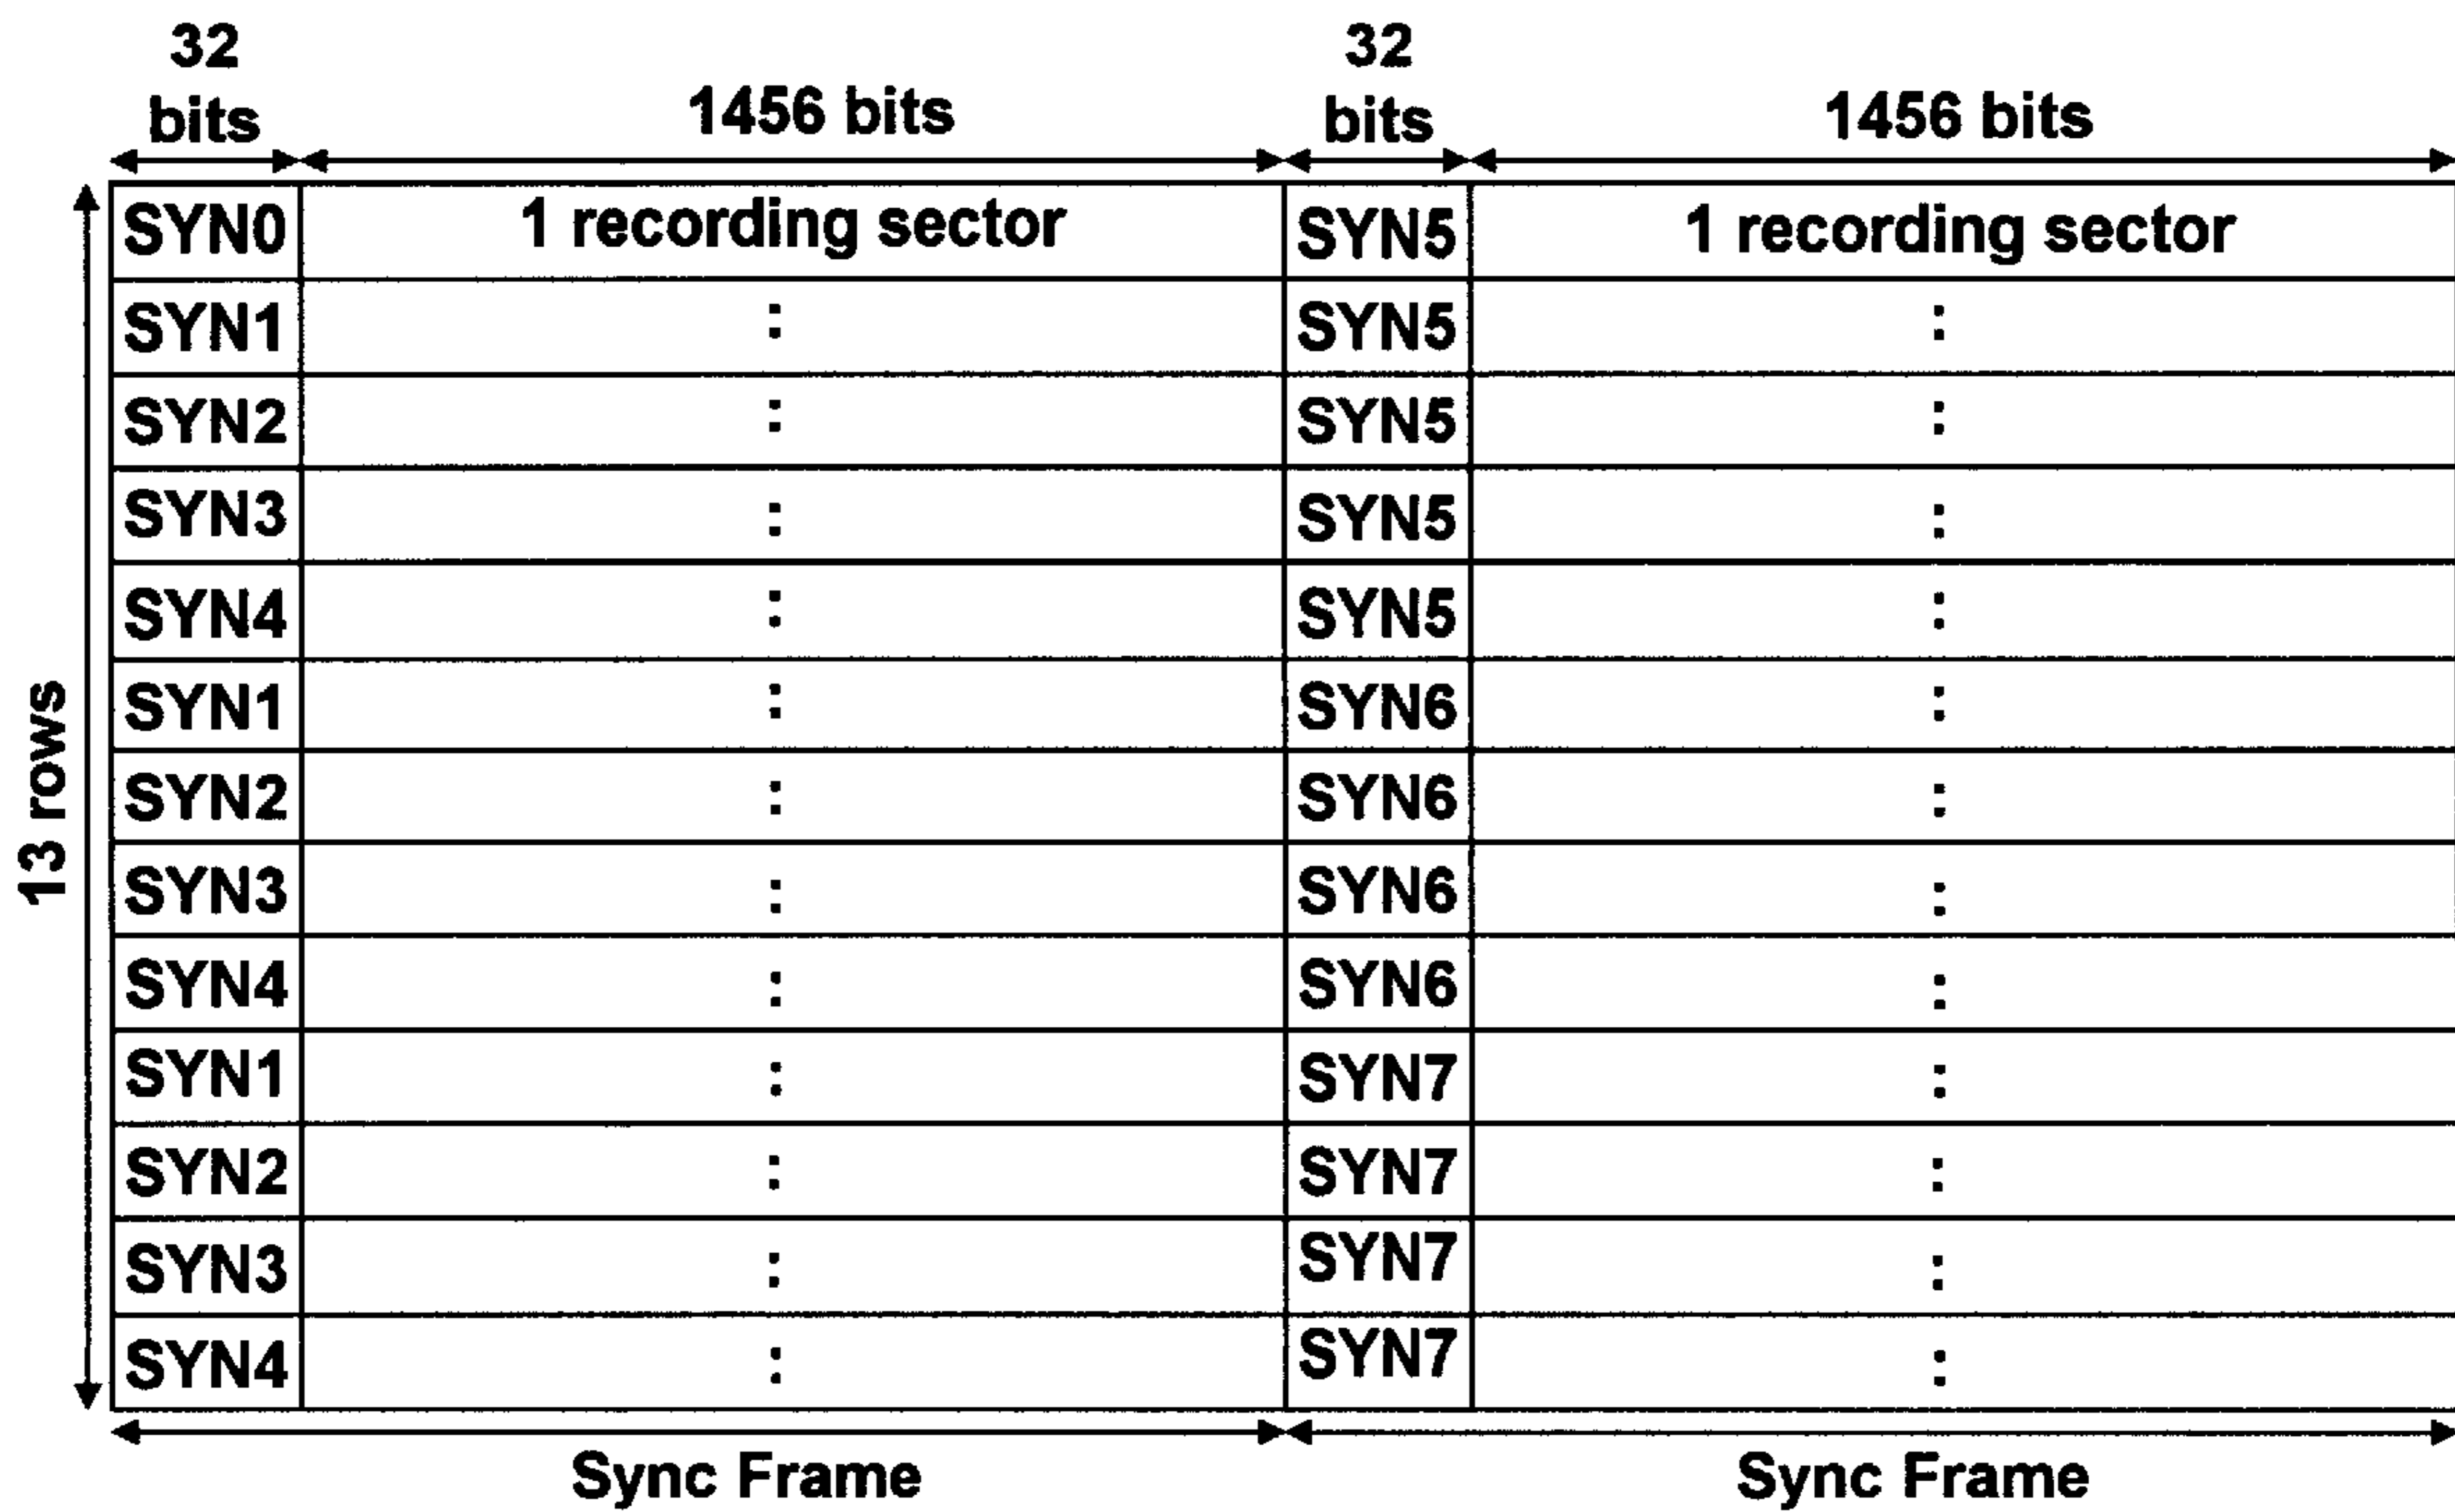 32 bits 1456 bits 32 bits 1456 bits
SYN0 1 recording sector SYN5 1 recording sector
SYN1 : SYN5 :
SYN2 : SYN5 :
SYN3 : SYN5 :
SYN4 : SYN5 :
SYN1 : SYN6 :
SYN2 : SYN6 :
SYN3 : SYN6 :
SYN4 : SYN6 :
SYN1 : SYN7 :
SYN2 : SYN7 :
SYN3 : SYN7 :
SYN4 : SYN7 :
13 rows
Sync Frame Sync Frame